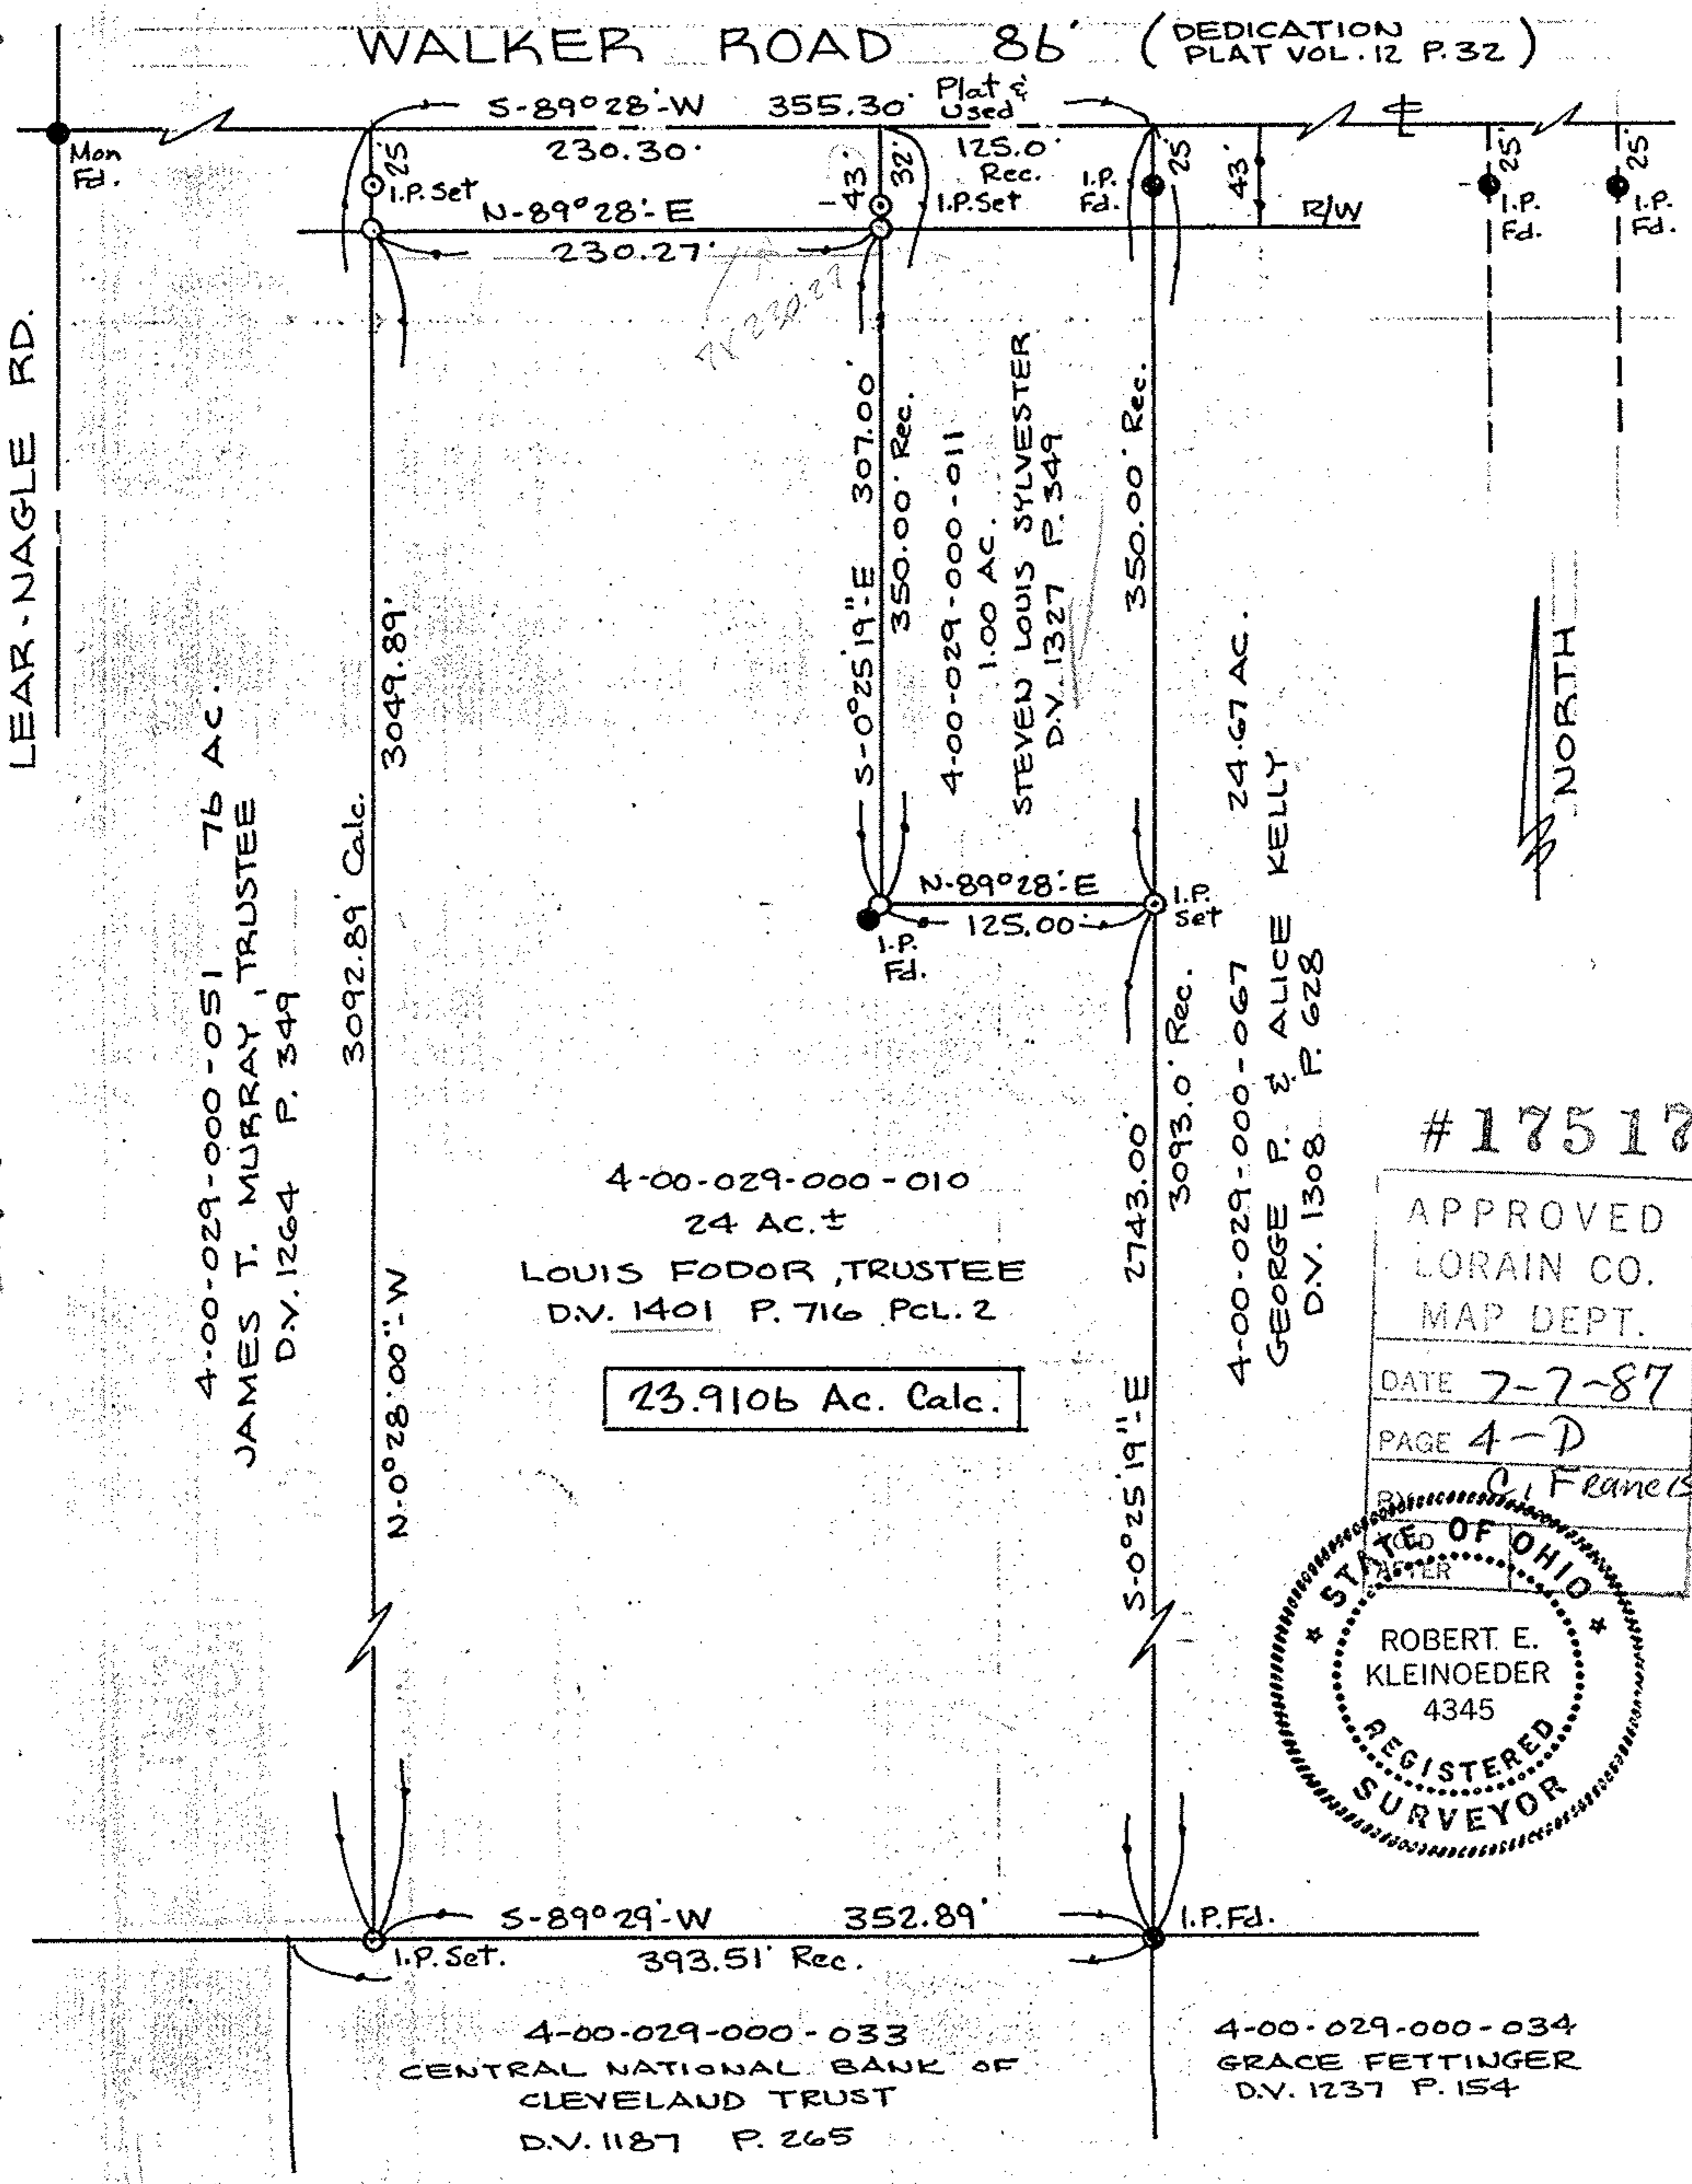 WALKER ROAD 86' (DEDICATION
PLAT VOL. 12 P. 32)
S-89°28'-W 355.30' Plat &
Used
Mon
Fd.
25'
230.30'
43'
32'
125.0'
Rec.
25'
43'
25'
25'
I.P. Set
I.P. Set
I.P.
Fd.
R/W
I.P.
Fd.
I.P.
Fd.
N-89°28'-E
230.27'
230.27
LEAR-NAGLE RD.
S-0°25'19"-E 307.00'
350.00' Rec.
4-00-029-000-011
1.00 AC.
STEVEN LOUIS SYLVESTER
D.V. 1327 P. 349
350.00' Rec.
3049.89'
3092.89' Calc.
N-0°28'00"-W
4-00-029-000-051 76 AC.
JAMES T. MURRAY, TRUSTEE
D.V. 1264 P. 349
N-89°28'-E
125.00'
I.P.
Fd.
I.P.
Set
NORTH
S-0°25'19"-E 2743.00'
3093.0' Rec.
4-00-029-000-067 24.67 AC.
GEORGE P. & ALICE KELLY
D.V. 1308 P. 628
4-00-029-000-010
24 AC.±
LOUIS FODOR, TRUSTEE
D.V. 1401 P. 716 PCL. 2
23.9106 Ac. Calc.
#17517
APPROVED
LORAIN CO.
MAP DEPT.
DATE 7-7-87
PAGE 4-D
BY C. Francis
AFTER
STATE OF OHIO
ROBERT E.
KLEINOEDER
4345
REGISTERED
SURVEYOR
S-89°29'-W 352.89'
I.P. Fd.
I.P. Set.
393.51' Rec.
4-00-029-000-033
CENTRAL NATIONAL BANK OF
CLEVELAND TRUST
D.V. 1187 P. 265
4-00-029-000-034
GRACE FETTINGER
D.V. 1237 P. 154